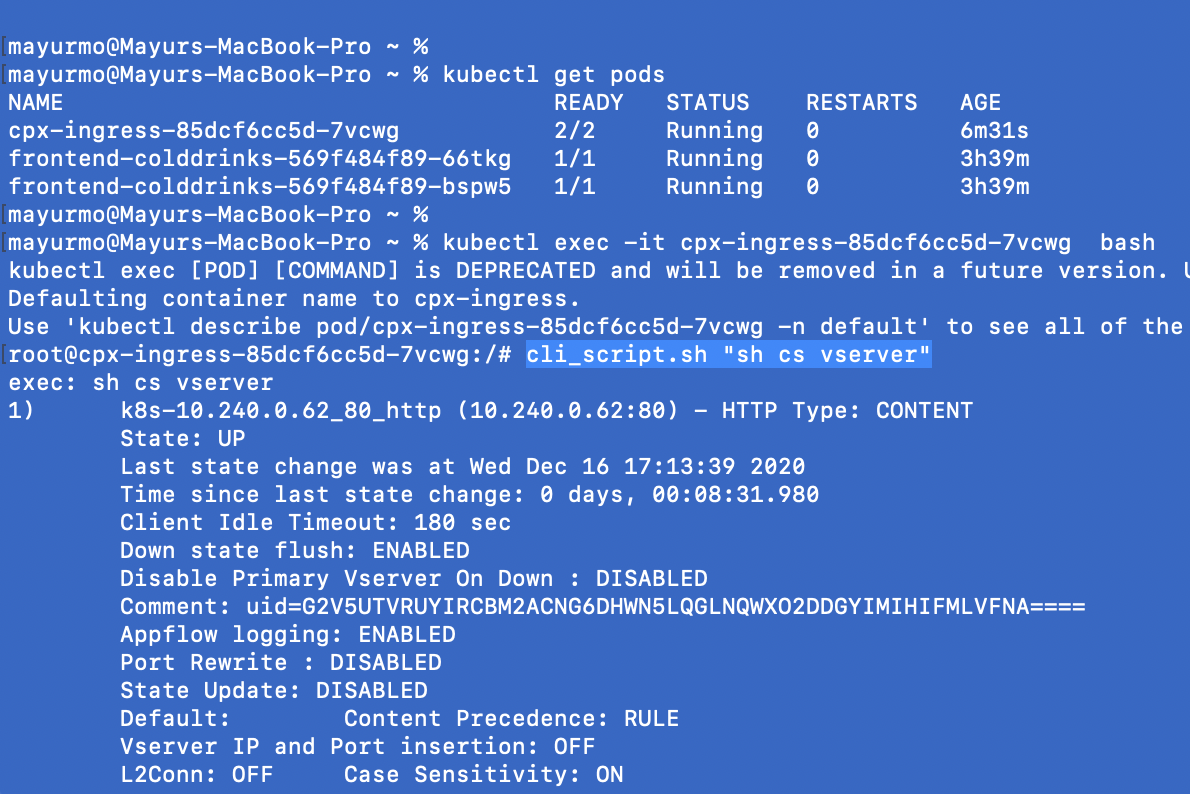 mayurmo@Mayurs-MacBook-Pro ~ %
mayurmo@Mayurs-MacBook-Pro ~ % kubectl get pods
NAME READY STATUS RESTARTS AGE
cpx-ingress-85dcf6cc5d-7vcwg 2/2 Running 0 6m31s
frontend-colddrinks-569f484f89-66tkg 1/1 Running 0 3h39m
frontend-colddrinks-569f484f89-bspw5 1/1 Running 0 3h39m
mayurmo@Mayurs-MacBook-Pro ~ %
mayurmo@Mayurs-MacBook-Pro ~ % kubectl exec -it cpx-ingress-85dcf6cc5d-7vcwg  bash
kubectl exec [POD] [COMMAND] is DEPRECATED and will be removed in a future version.
Defaulting container name to cpx-ingress.
Use 'kubectl describe pod/cpx-ingress-85dcf6cc5d-7vcwg -n default' to see all of the
root@cpx-ingress-85dcf6cc5d-7vcwg:/# cli_script.sh "sh cs vserver"
exec: sh cs vserver
1) k8s-10.240.0.62_80_http (10.240.0.62:80) - HTTP Type: CONTENT
State: UP
Last state change was at Wed Dec 16 17:13:39 2020
Time since last state change: 0 days, 00:08:31.980
Client Idle Timeout: 180 sec
Down state flush: ENABLED
Disable Primary Vserver On Down : DISABLED
Comment: uid=G2V5UTVRUYIRCBM2ACNG6DHWN5LQGLNQWXO2DDGYIMIHIFMLVFNA====
Appflow logging: ENABLED
Port Rewrite : DISABLED
State Update: DISABLED
Default: Content Precedence: RULE
Vserver IP and Port insertion: OFF
L2Conn: OFF Case Sensitivity: ON